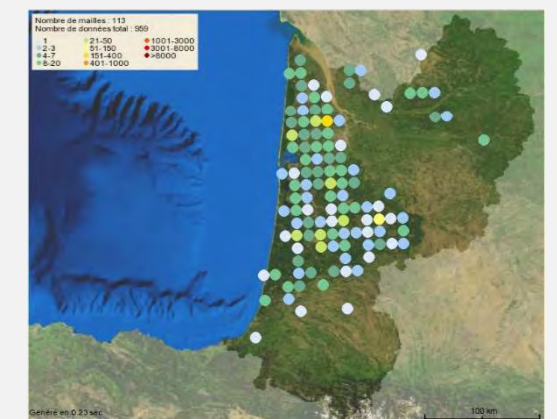 Nombre de mailles : 113
Nombre de données total : 959
1
2-3
4-7
8-20
21-50
51-150
151-400
401-1000
1001-3000
3001-8000
>8000
Généré en 0.23 sec
100 km